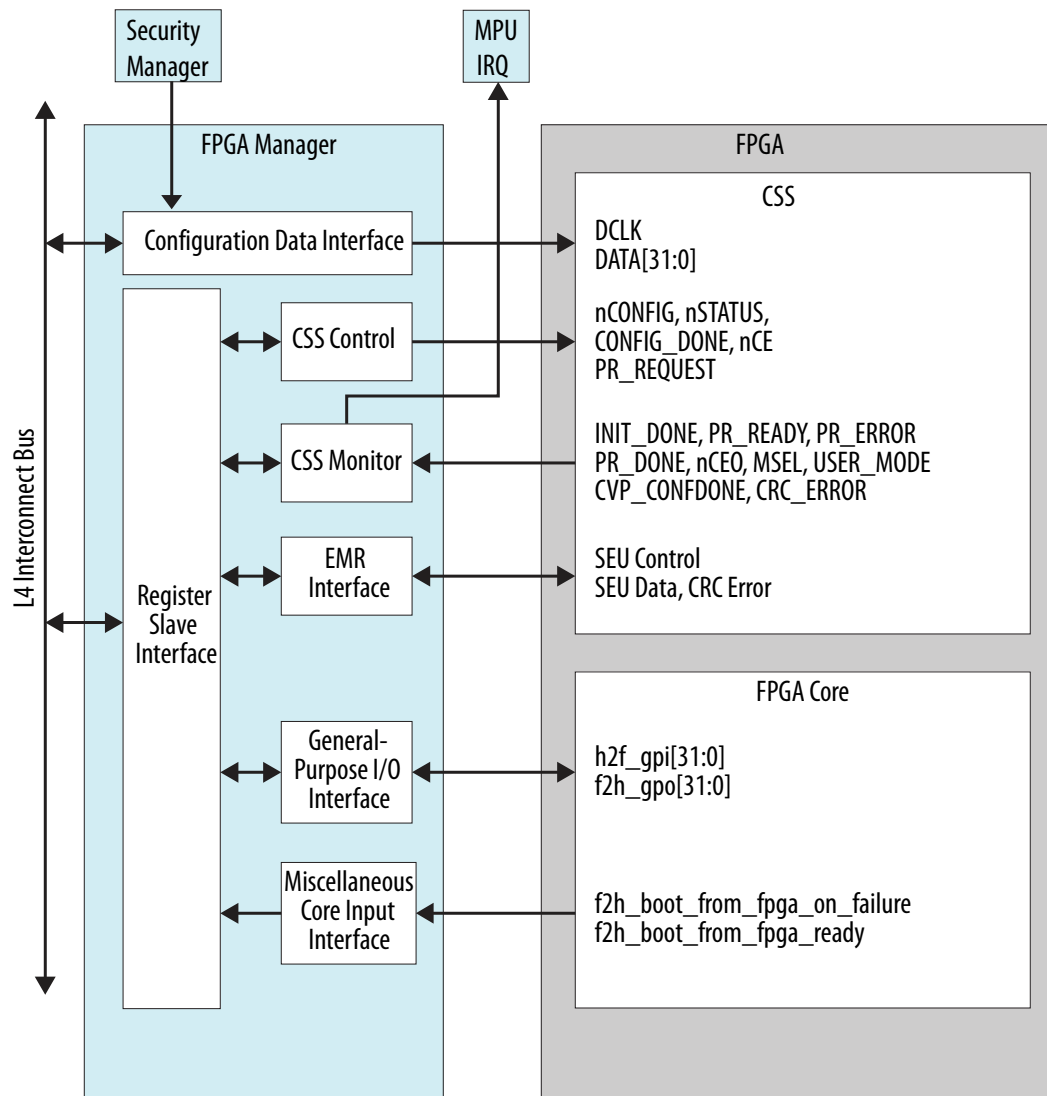 Security
Manager
MPU
IRQ
L4 Interconnect Bus
FPGA Manager
Configuration Data Interface
Register
Slave
Interface
CSS Control
CSS Monitor
EMR
Interface
General-
Purpose I/O
Interface
Miscellaneous
Core Input
Interface
FPGA
CSS
DCLK
DATA[31:0]
nCONFIG, nSTATUS,
CONFIG_DONE, nCE
PR_REQUEST
INIT_DONE, PR_READY, PR_ERROR
PR_DONE, nCEO, MSEL, USER_MODE
CVP_CONFDONE, CRC_ERROR
SEU Control
SEU Data, CRC Error
FPGA Core
h2f_gpi[31:0]
f2h_gpo[31:0]
f2h_boot_from_fpga_on_failure
f2h_boot_from_fpga_ready